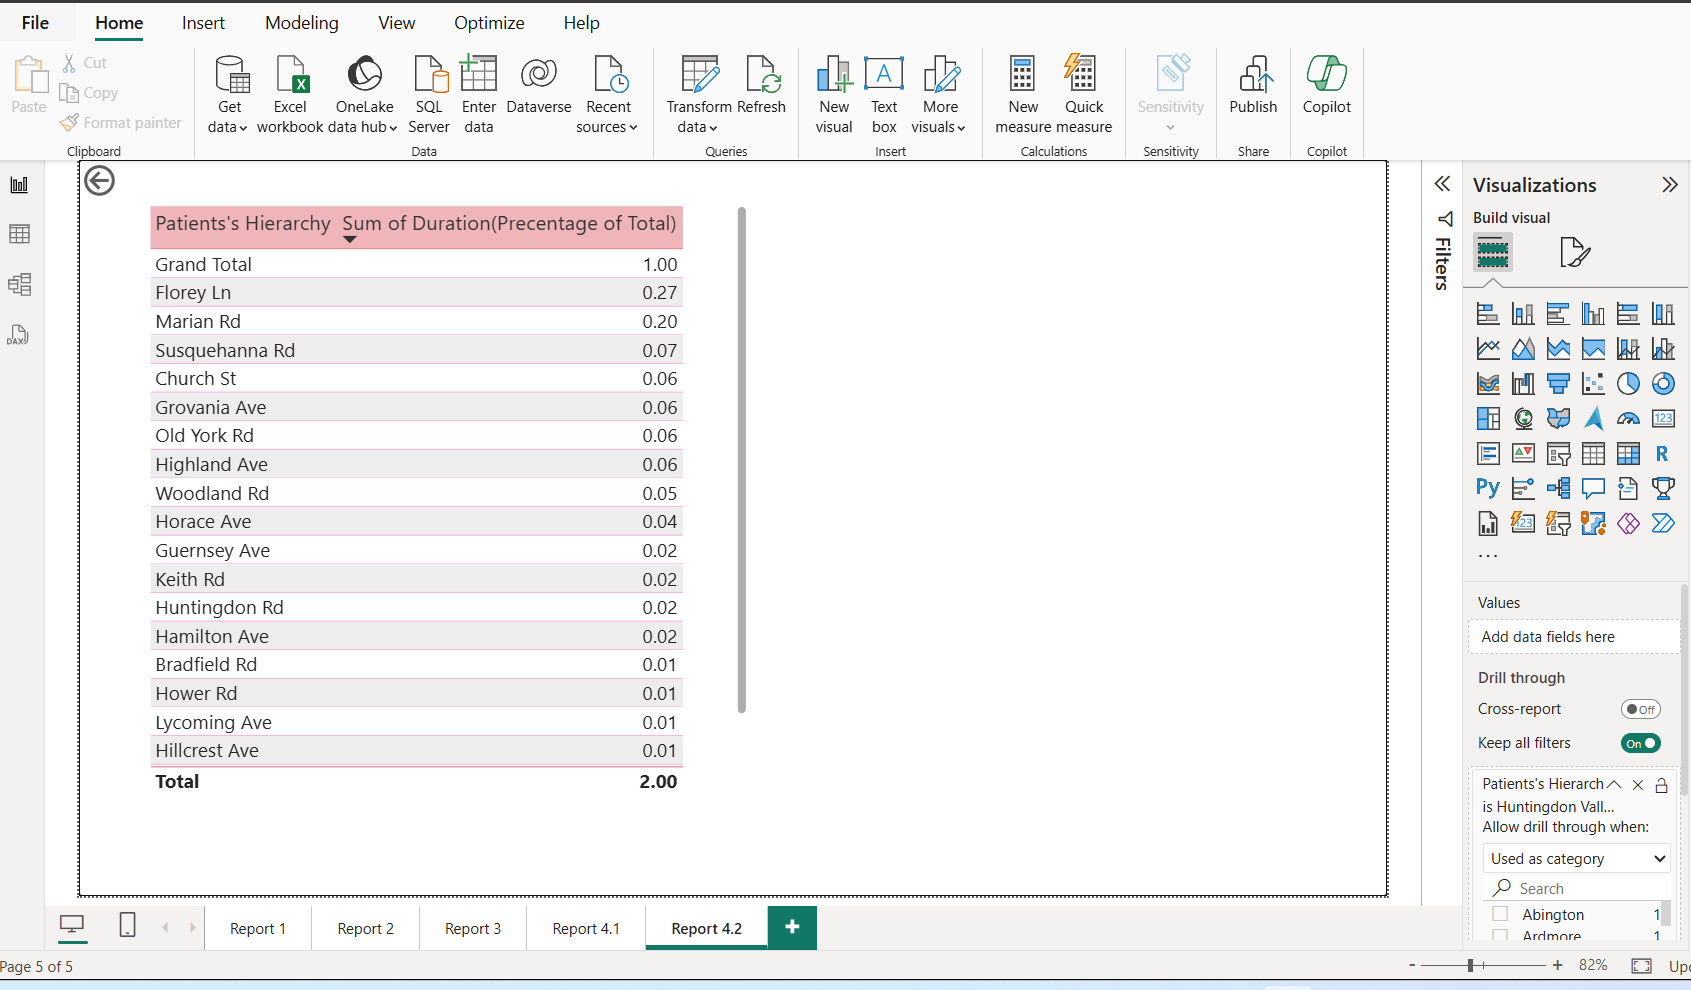 File Home Insert Modeling View Optimize Help
Paste
Cut
Copy
Format painter
Clipboard
Get data
Excel workbook
OneLake data hub
SQL Server
Enter data
Dataverse
Recent sources
Data
Transform data
Refresh
Queries
New visual
Text box
More visuals
Insert
New measure
Quick measure
Calculations
Sensitivity
Sensitivity
Publish
Share
Copilot
Copilot
Patients's Hierarchy Sum of Duration(Precentage of Total)
Grand Total 1.00
Florey Ln 0.27
Marian Rd 0.20
Susquehanna Rd 0.07
Church St 0.06
Grovania Ave 0.06
Old York Rd 0.06
Highland Ave 0.06
Woodland Rd 0.05
Horace Ave 0.04
Guernsey Ave 0.02
Keith Rd 0.02
Huntingdon Rd 0.02
Hamilton Ave 0.02
Bradfield Rd 0.01
Hower Rd 0.01
Lycoming Ave 0.01
Hillcrest Ave 0.01
Total 2.00
Filters
Visualizations
Build visual
123
R
Py
123
...
Values
Add data fields here
Drill through
Cross-report Off
Keep all filters On
Patients's Hierarch
is Huntingdon Vall...
Allow drill through when:
Used as category
Search
Abington 1
Ardmore 1
DAX
A
X
Report 1 Report 2 Report 3 Report 4.1 Report 4.2 +
Page 5 of 5
- + 82%
Upd